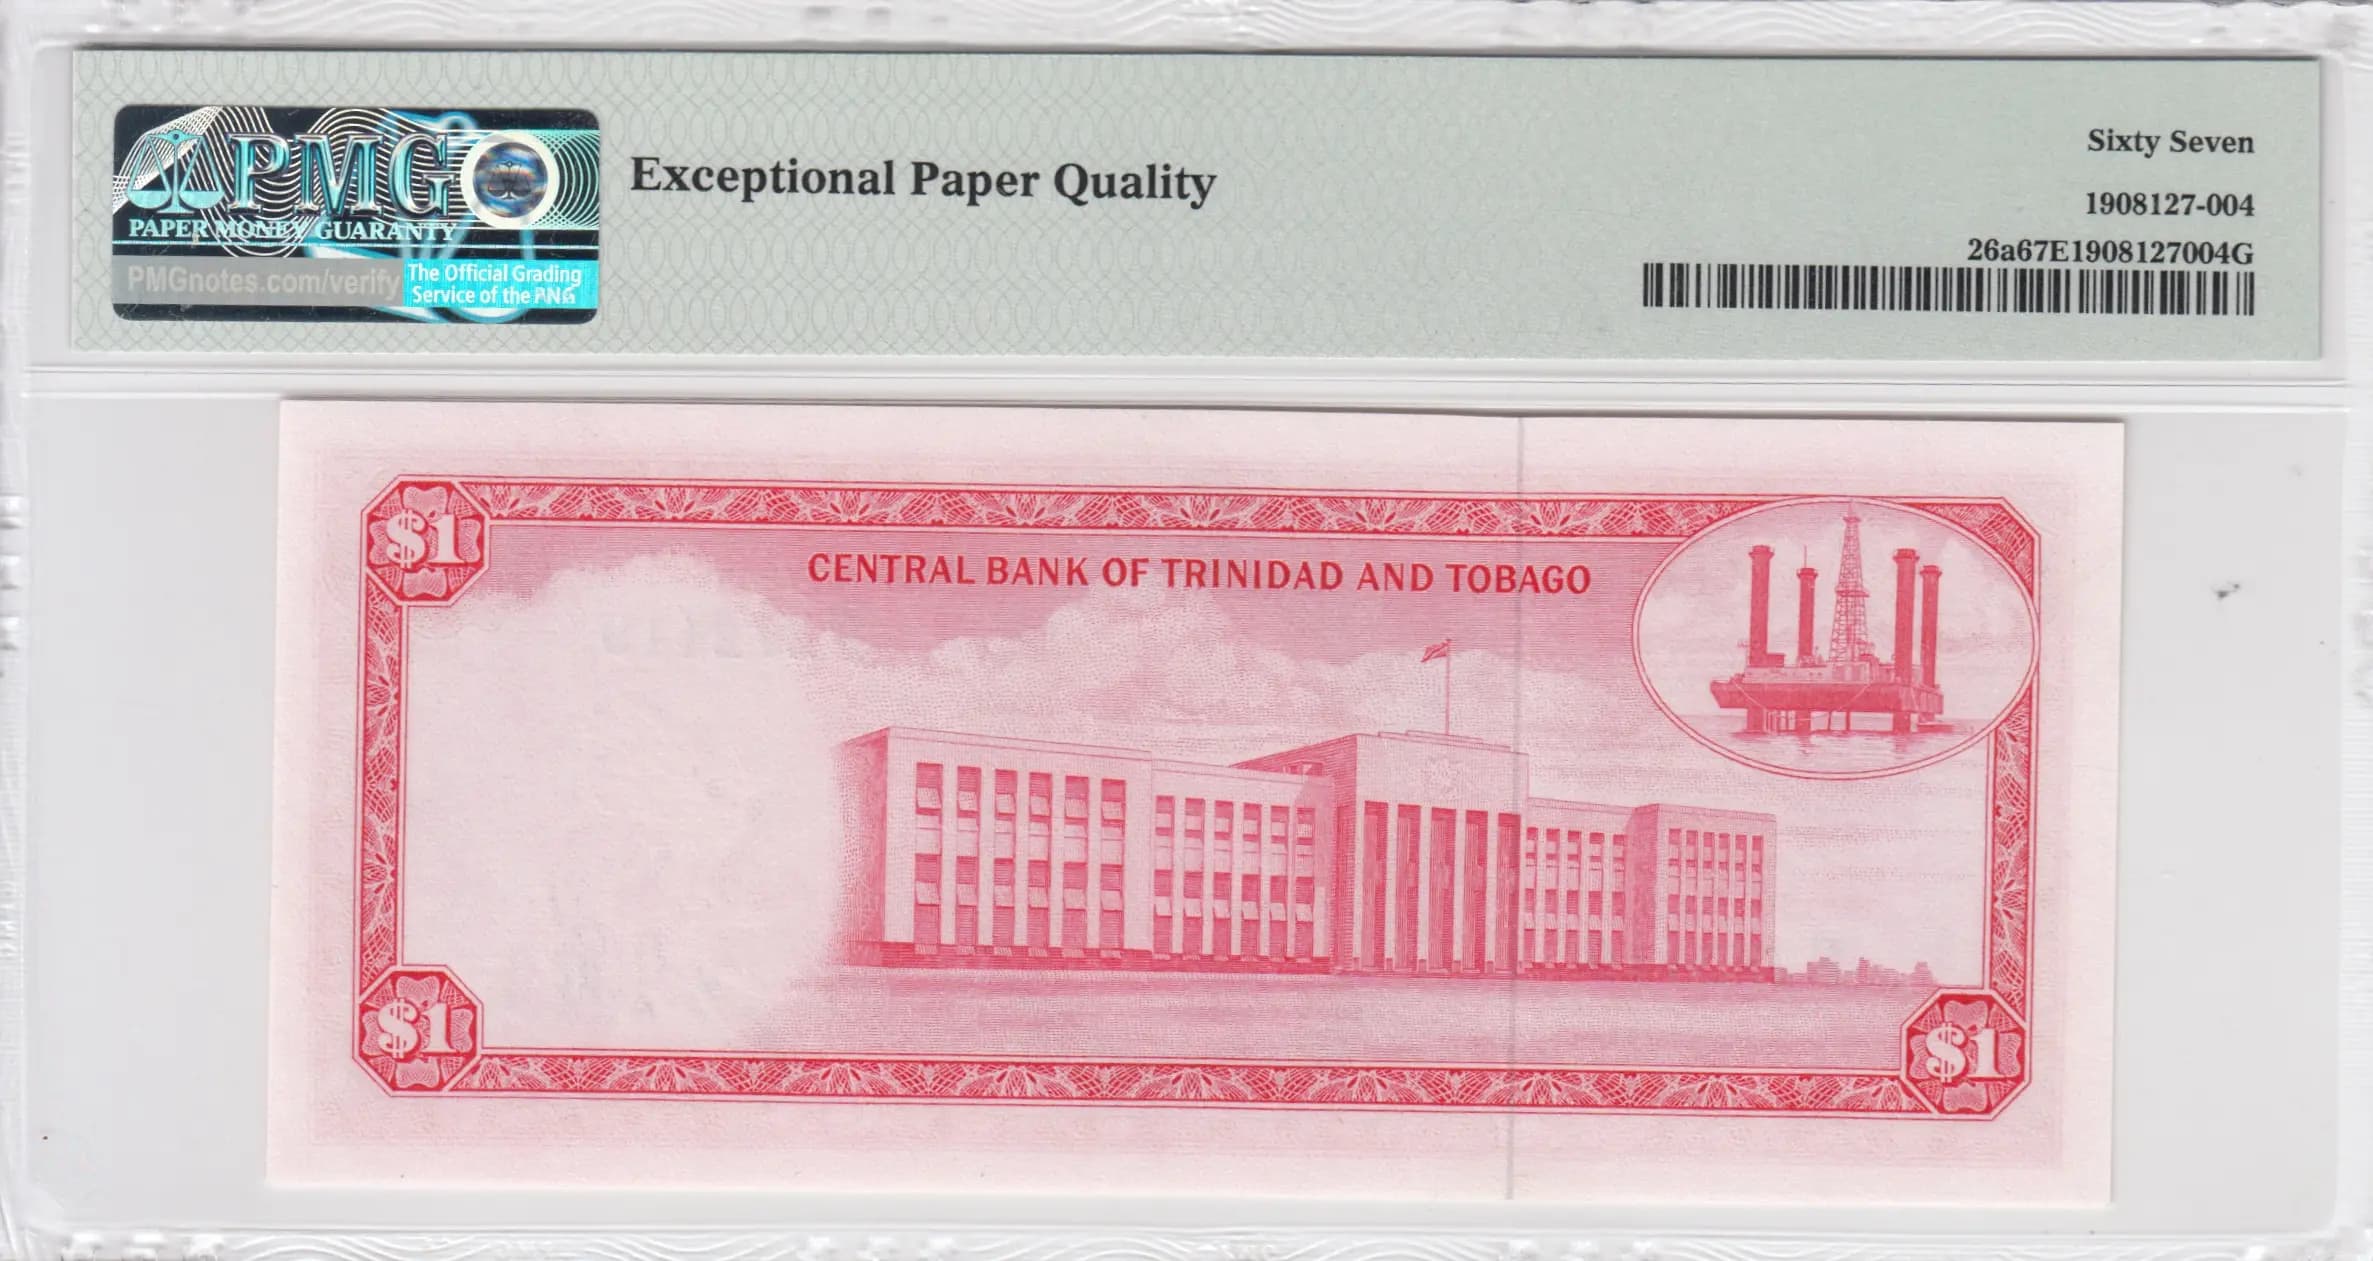 PMG
PAPER MONEY GUARANTY
PMGnotes.com/verify
The Official Grading
Service of the PNG
Exceptional Paper Quality
Sixty Seven
1908127-004
26a67E1908127004G
$1
CENTRAL BANK OF TRINIDAD AND TOBAGO
$1
$1